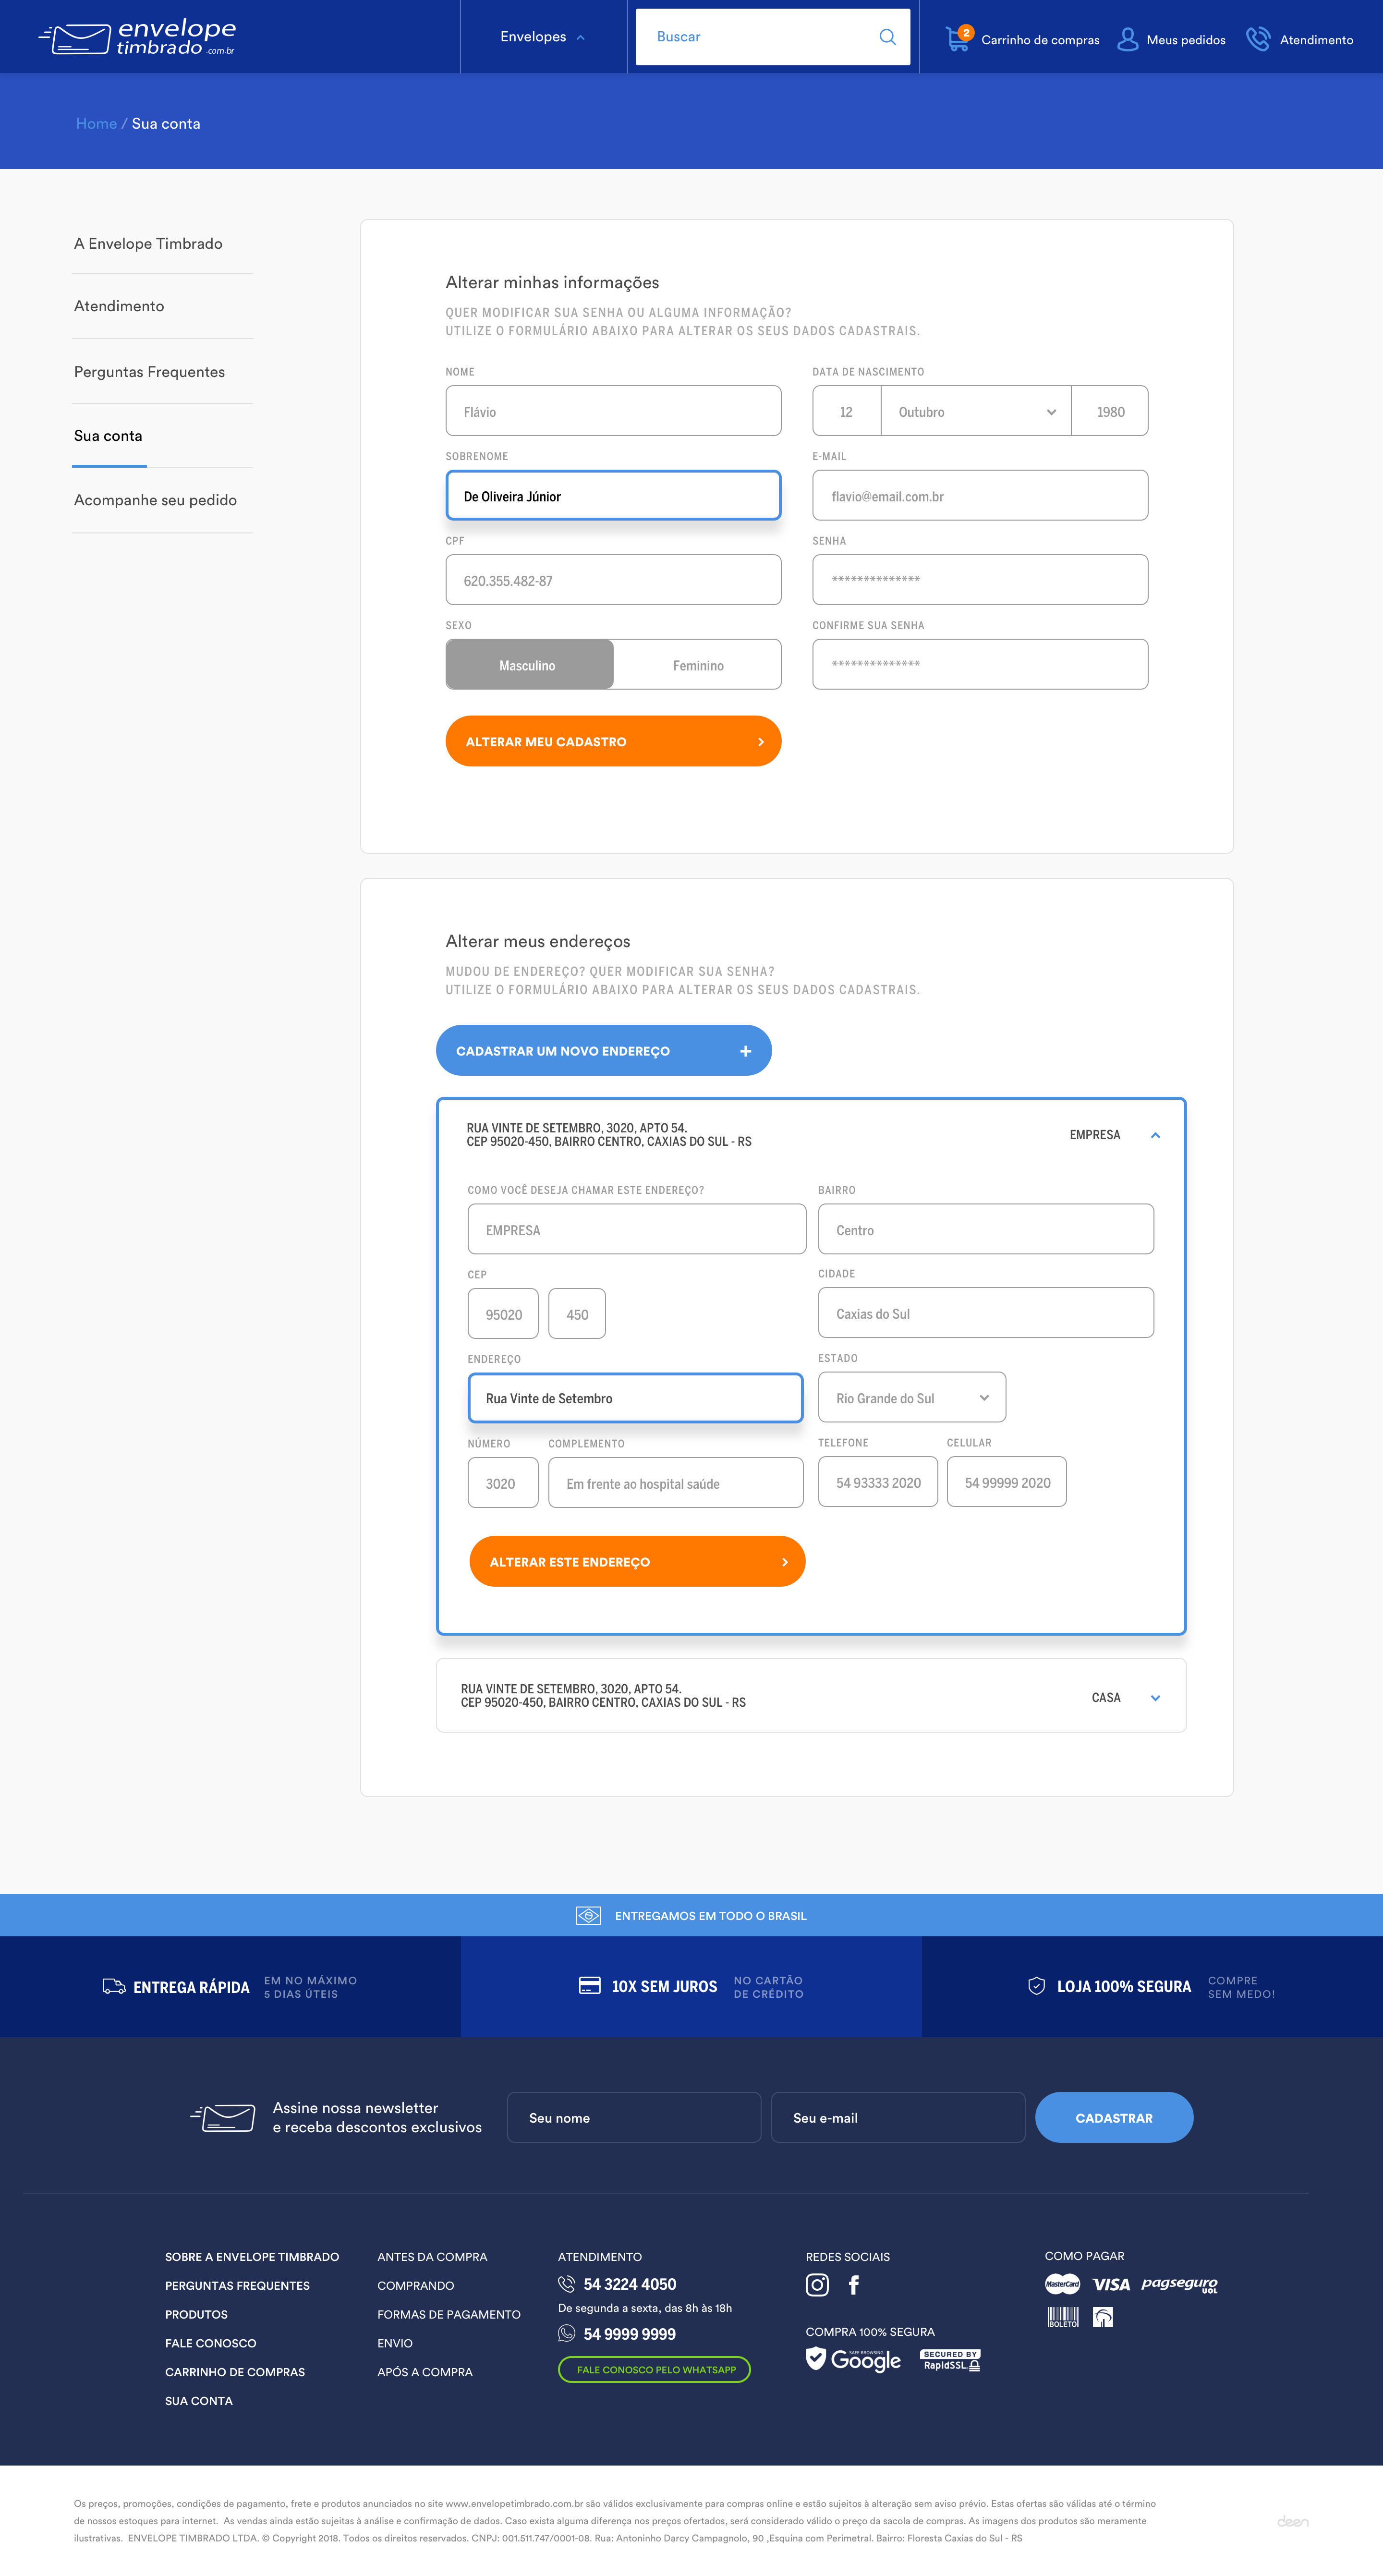 envelope
timbrado .com.br
Envelopes
Buscar
2
Carrinho de compras
Meus pedidos
Atendimento
Home / Sua conta
A Envelope Timbrado
Atendimento
Perguntas Frequentes
Sua conta
Acompanhe seu pedido
Alterar minhas informações
QUER MODIFICAR SUA SENHA OU ALGUMA INFORMAÇÃO?
UTILIZE O FORMULÁRIO ABAIXO PARA ALTERAR OS SEUS DADOS CADASTRAIS.
NOME
DATA DE NASCIMENTO
Flávio
12
Outubro
1980
SOBRENOME
E-MAIL
De Oliveira Júnior
flavio@email.com.br
CPF
SENHA
620.355.482-87
**************
SEXO
CONFIRME SUA SENHA
Masculino
Feminino
**************
ALTERAR MEU CADASTRO
Alterar meus endereços
MUDOU DE ENDEREÇO? QUER MODIFICAR SUA SENHA?
UTILIZE O FORMULÁRIO ABAIXO PARA ALTERAR OS SEUS DADOS CADASTRAIS.
CADASTRAR UM NOVO ENDEREÇO +
RUA VINTE DE SETEMBRO, 3020, APTO 54.
CEP 95020-450, BAIRRO CENTRO, CAXIAS DO SUL - RS
EMPRESA
COMO VOCÊ DESEJA CHAMAR ESTE ENDEREÇO?
BAIRRO
EMPRESA
Centro
CEP
CIDADE
95020
450
Caxias do Sul
ENDEREÇO
ESTADO
Rua Vinte de Setembro
Rio Grande do Sul
NÚMERO
COMPLEMENTO
TELEFONE
CELULAR
3020
Em frente ao hospital saúde
54 93333 2020
54 99999 2020
ALTERAR ESTE ENDEREÇO
RUA VINTE DE SETEMBRO, 3020, APTO 54.
CEP 95020-450, BAIRRO CENTRO, CAXIAS DO SUL - RS
CASA
ENTREGAMOS EM TODO O BRASIL
ENTREGA RÁPIDA
EM NO MÁXIMO
5 DIAS ÚTEIS
10X SEM JUROS
NO CARTÃO
DE CRÉDITO
LOJA 100% SEGURA
COMPRE
SEM MEDO!
Assine nossa newsletter
e receba descontos exclusivos
Seu nome
Seu e-mail
CADASTRAR
SOBRE A ENVELOPE TIMBRADO
PERGUNTAS FREQUENTES
PRODUTOS
FALE CONOSCO
CARRINHO DE COMPRAS
SUA CONTA
ANTES DA COMPRA
COMPRANDO
FORMAS DE PAGAMENTO
ENVIO
APÓS A COMPRA
ATENDIMENTO
54 3224 4050
De segunda a sexta, das 8h às 18h
54 9999 9999
FALE CONOSCO PELO WHATSAPP
REDES SOCIAIS
COMPRA 100% SEGURA
SAFE BROWSING
Google
SECURED BY
RapidSSL
COMO PAGAR
MasterCard
VISA
pagseguro
UOL
BOLETO
Os preços, promoções, condições de pagamento, frete e produtos anunciados no site www.envelopetimbrado.com.br são válidos exclusivamente para compras online e estão sujeitos à alteração sem aviso prévio. Estas ofertas são válidas até o término
de nossos estoques para internet. As vendas ainda estão sujeitas à análise e confirmação de dados. Caso exista alguma diferença nos preços ofertados, será considerado válido o preço da sacola de compras. As imagens dos produtos são meramente
ilustrativas. ENVELOPE TIMBRADO LTDA. © Copyright 2018. Todos os direitos reservados. CNPJ: 001.511.747/0001-08. Rua: Antoninho Darcy Campagnolo, 90 ,Esquina com Perimetral. Bairro: Floresta Caxias do Sul - RS
deen